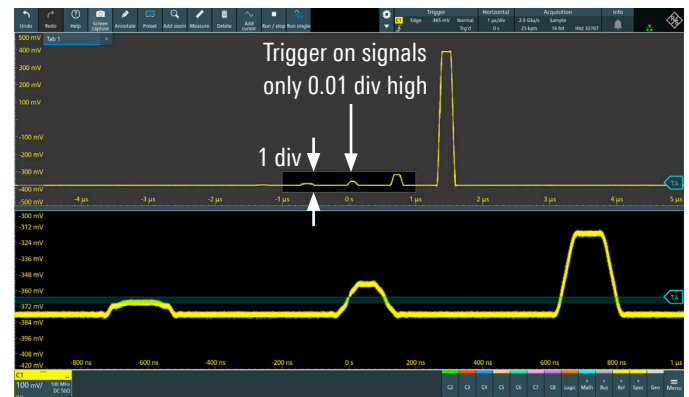 Trigger Horizontal Acquisition Info
C1 Edge -365 mV Normal 1 µs/div 2.5 GSa/s Sample
Trg'd 0 s 25 kpts 16 bit Hist 32767
Undo Redo Help Screen capture Annotate Preset Add zoom Measure Delete Add cursor Run / stop Run single
500 mV Tab 1 +
400 mV
300 mV
200 mV
100 mV
-100 mV
-200 mV
-300 mV
-400 mV
-500 mV
Trigger on signals
only 0.01 div high
1 div
TA
-4 µs -3 µs -2 µs -1 µs 0 s 1 µs 2 µs 3 µs 4 µs 5 µs
-300 mV
-312 mV
-324 mV
-336 mV
-348 mV
-360 mV
-372 mV
-384 mV
-396 mV
-408 mV
-420 mV
TA
-800 ns -600 ns -400 ns -200 ns 0 s 200 ns 400 ns 600 ns 800 ns 1 µs
C1
100 mV/ 100 MHz
DC 50Ω
C2 C3 C4 C5 C6 C7 C8 Logic Math Bus Ref Spec Gen Menu